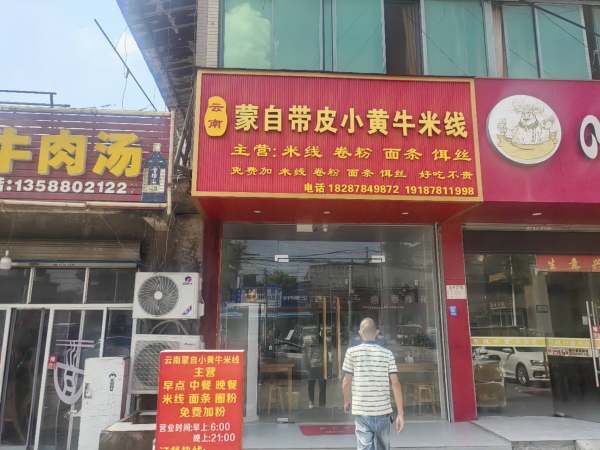 牛肉汤
13588802122
云南
蒙自带皮小黄牛米线
主营:米线 卷粉 面条 饵丝
免费加 米线 卷粉 面条 饵丝 好吃不贵
电话 18287849872 19187811998
云南蒙自小黄牛米线
主营
早点 中餐 晚餐
米线 面条 圈粉
免费加粉
营业时间:早上6:00
晚上:21:00